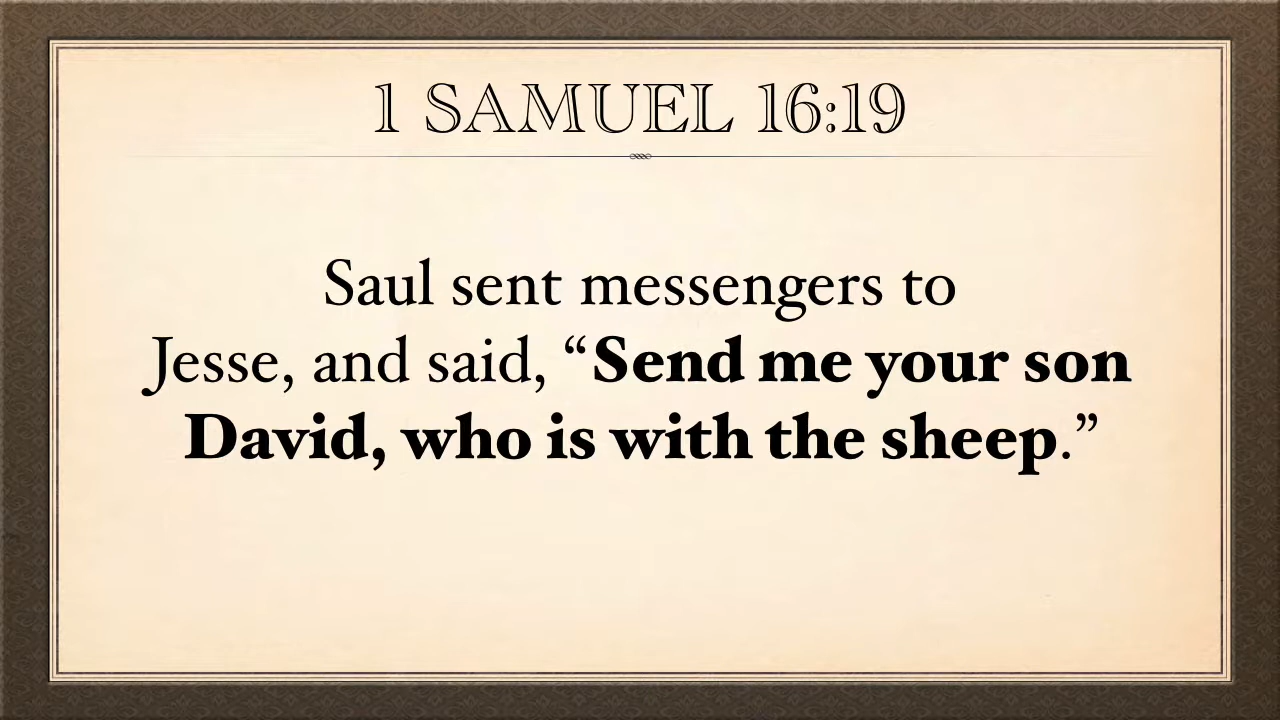 1 SAMUEL 16:19
Saul sent messengers to
Jesse, and said, “Send me your son
David, who is with the sheep.”